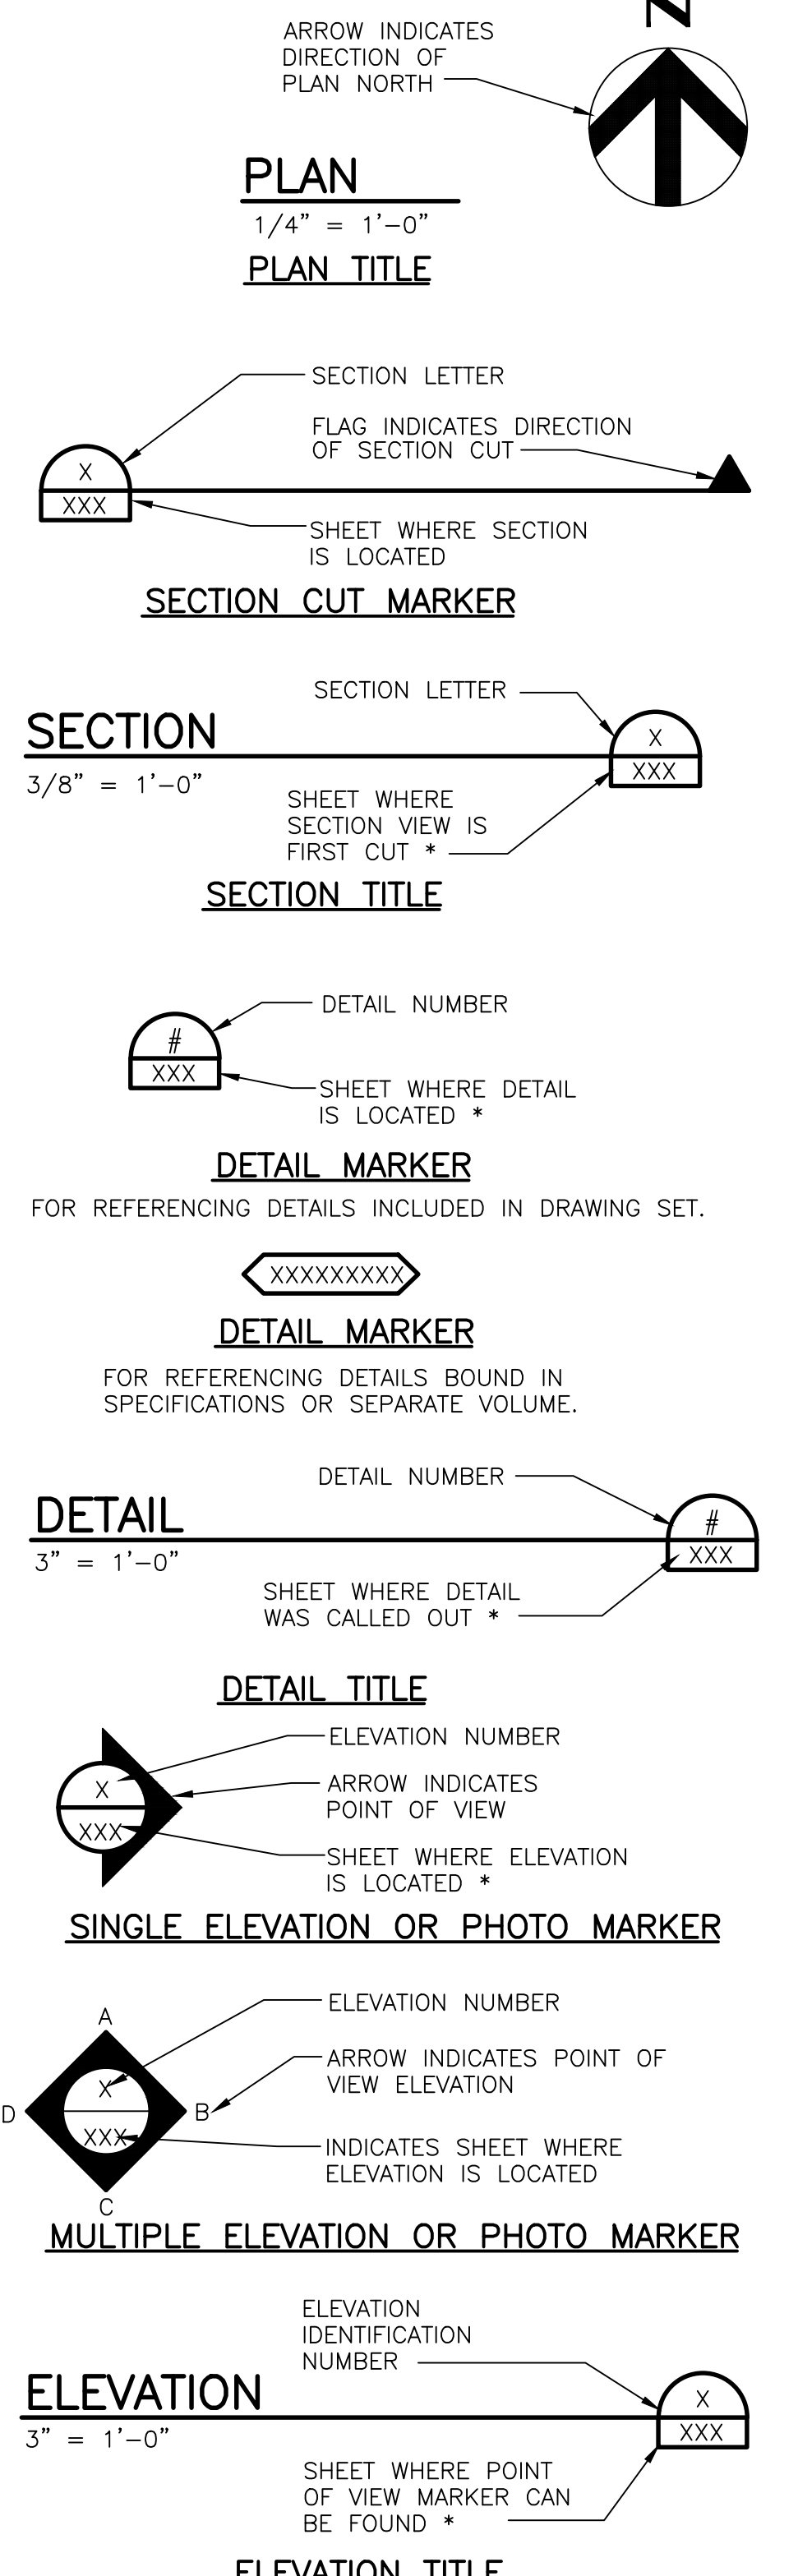 N
ARROW INDICATES
DIRECTION OF
PLAN NORTH
PLAN
1/4" = 1'-0"
PLAN TITLE
SECTION LETTER
FLAG INDICATES DIRECTION
OF SECTION CUT
X
XXX
SHEET WHERE SECTION
IS LOCATED
SECTION CUT MARKER
SECTION LETTER
SECTION
X
XXX
3/8" = 1'-0"
SHEET WHERE
SECTION VIEW IS
FIRST CUT *
SECTION TITLE
DETAIL NUMBER
#
XXX
SHEET WHERE DETAIL
IS LOCATED *
DETAIL MARKER
FOR REFERENCING DETAILS INCLUDED IN DRAWING SET.
XXXXXXXXX
DETAIL MARKER
FOR REFERENCING DETAILS BOUND IN
SPECIFICATIONS OR SEPARATE VOLUME.
DETAIL NUMBER
DETAIL
#
XXX
3" = 1'-0"
SHEET WHERE DETAIL
WAS CALLED OUT *
DETAIL TITLE
ELEVATION NUMBER
X
ARROW INDICATES
POINT OF VIEW
XXX
SHEET WHERE ELEVATION
IS LOCATED *
SINGLE ELEVATION OR PHOTO MARKER
ELEVATION NUMBER
A
ARROW INDICATES POINT OF
VIEW ELEVATION
X
D
B
XXX
INDICATES SHEET WHERE
ELEVATION IS LOCATED
C
MULTIPLE ELEVATION OR PHOTO MARKER
ELEVATION
IDENTIFICATION
NUMBER
ELEVATION
X
XXX
3" = 1'-0"
SHEET WHERE POINT
OF VIEW MARKER CAN
BE FOUND *
ELEVATION TITLE